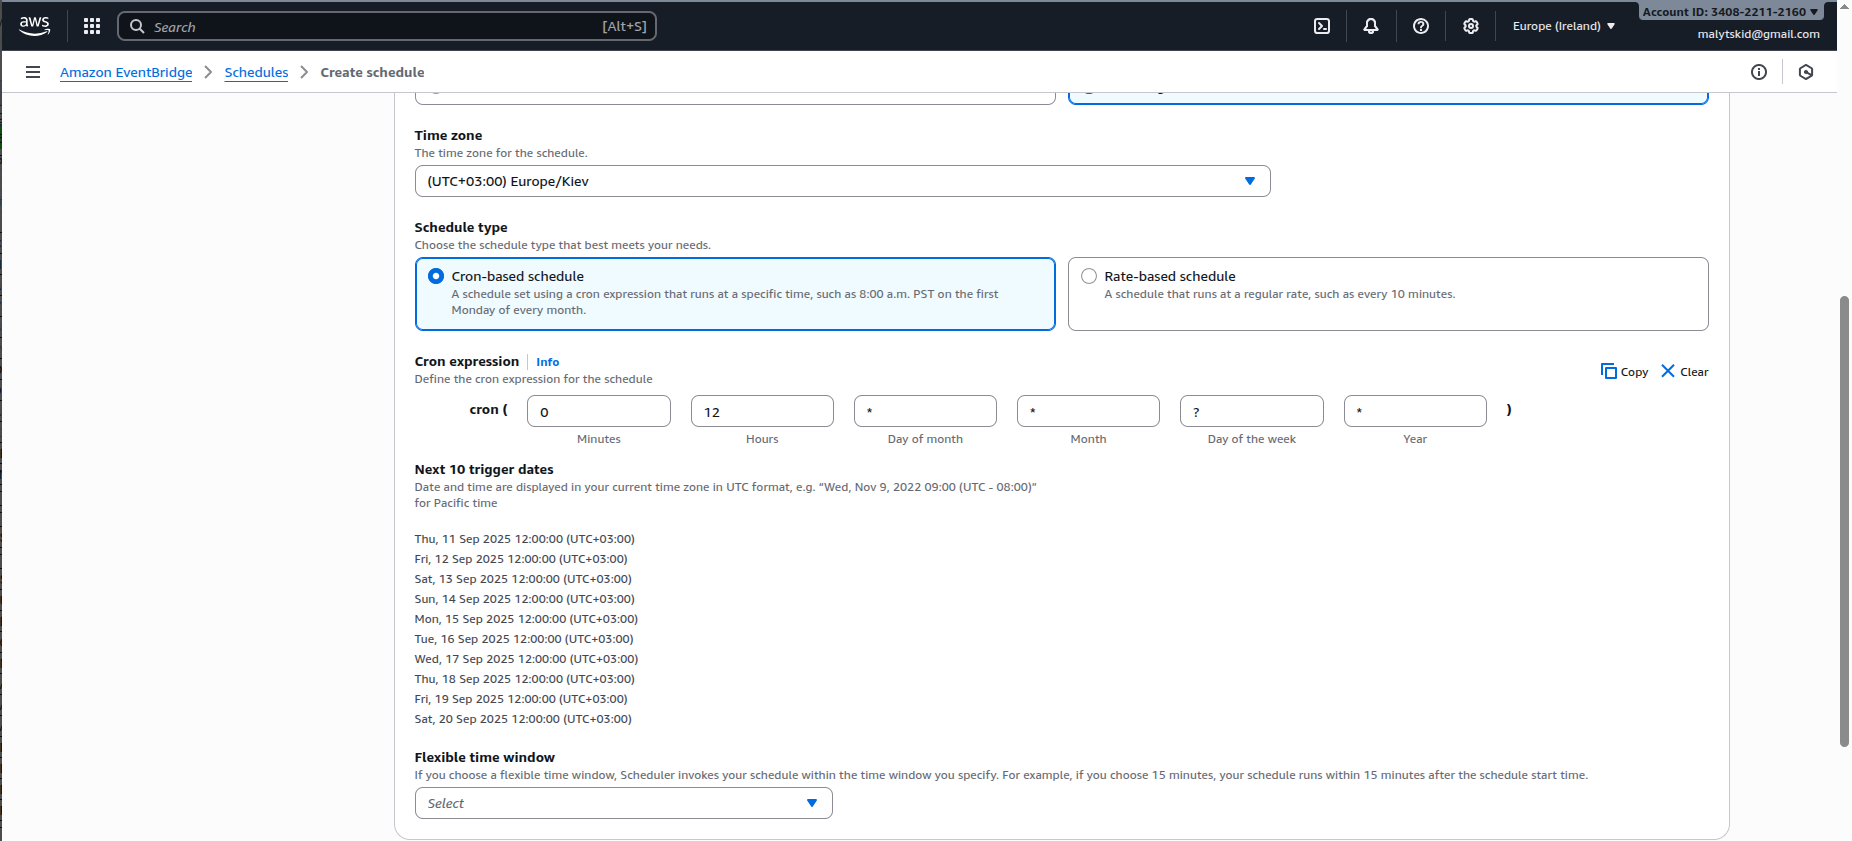 aws
Search
[Alt+S]
Europe (Ireland)
Account ID: 3408-2211-2160
malytskid@gmail.com
Amazon EventBridge
Schedules
Create schedule
Time zone
The time zone for the schedule.
(UTC+03:00) Europe/Kiev
Schedule type
Choose the schedule type that best meets your needs.
Cron-based schedule
A schedule set using a cron expression that runs at a specific time, such as 8:00 a.m. PST on the first
Monday of every month.
Rate-based schedule
A schedule that runs at a regular rate, such as every 10 minutes.
Cron expression
Info
Define the cron expression for the schedule
Copy
Clear
cron ( 0 12 * * ? * )
Minutes Hours Day of month Month Day of the week Year
Next 10 trigger dates
Date and time are displayed in your current time zone in UTC format, e.g. “Wed, Nov 9, 2022 09:00 (UTC - 08:00)”
for Pacific time
Thu, 11 Sep 2025 12:00:00 (UTC+03:00)
Fri, 12 Sep 2025 12:00:00 (UTC+03:00)
Sat, 13 Sep 2025 12:00:00 (UTC+03:00)
Sun, 14 Sep 2025 12:00:00 (UTC+03:00)
Mon, 15 Sep 2025 12:00:00 (UTC+03:00)
Tue, 16 Sep 2025 12:00:00 (UTC+03:00)
Wed, 17 Sep 2025 12:00:00 (UTC+03:00)
Thu, 18 Sep 2025 12:00:00 (UTC+03:00)
Fri, 19 Sep 2025 12:00:00 (UTC+03:00)
Sat, 20 Sep 2025 12:00:00 (UTC+03:00)
Flexible time window
If you choose a flexible time window, Scheduler invokes your schedule within the time window you specify. For example, if you choose 15 minutes, your schedule runs within 15 minutes after the schedule start time.
Select